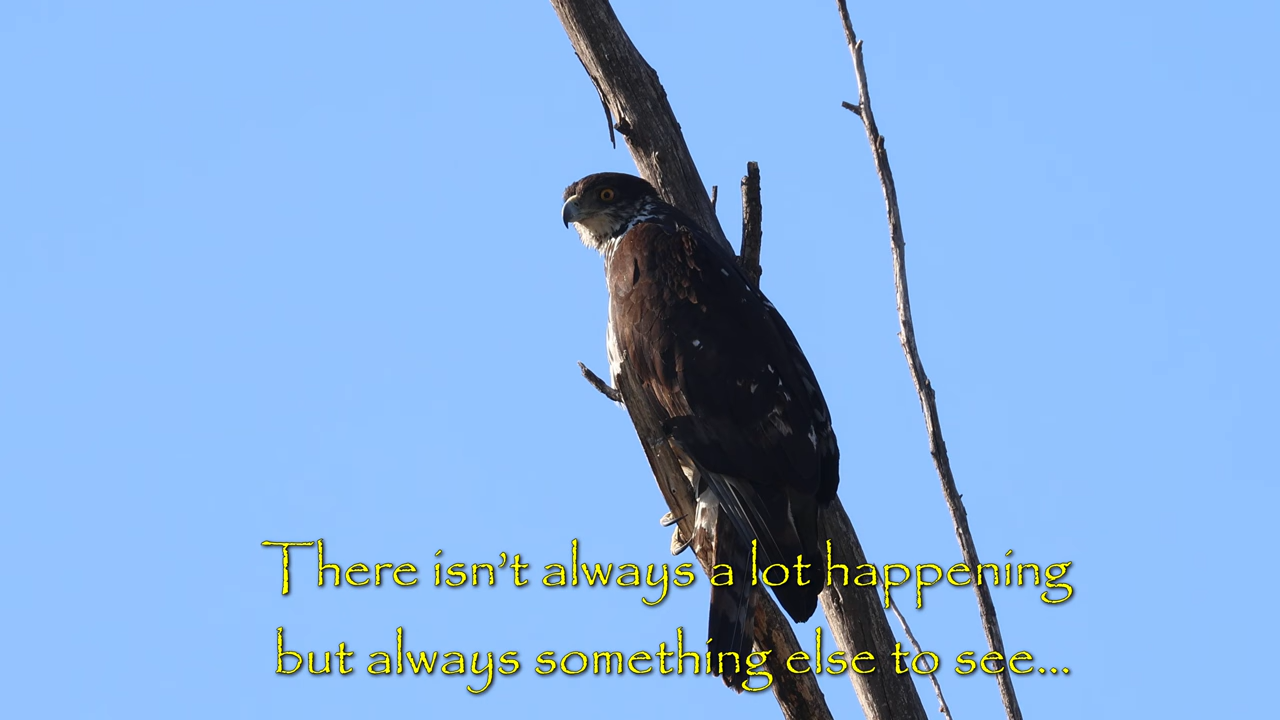 There isn’t always a lot happening
but always something else to see...